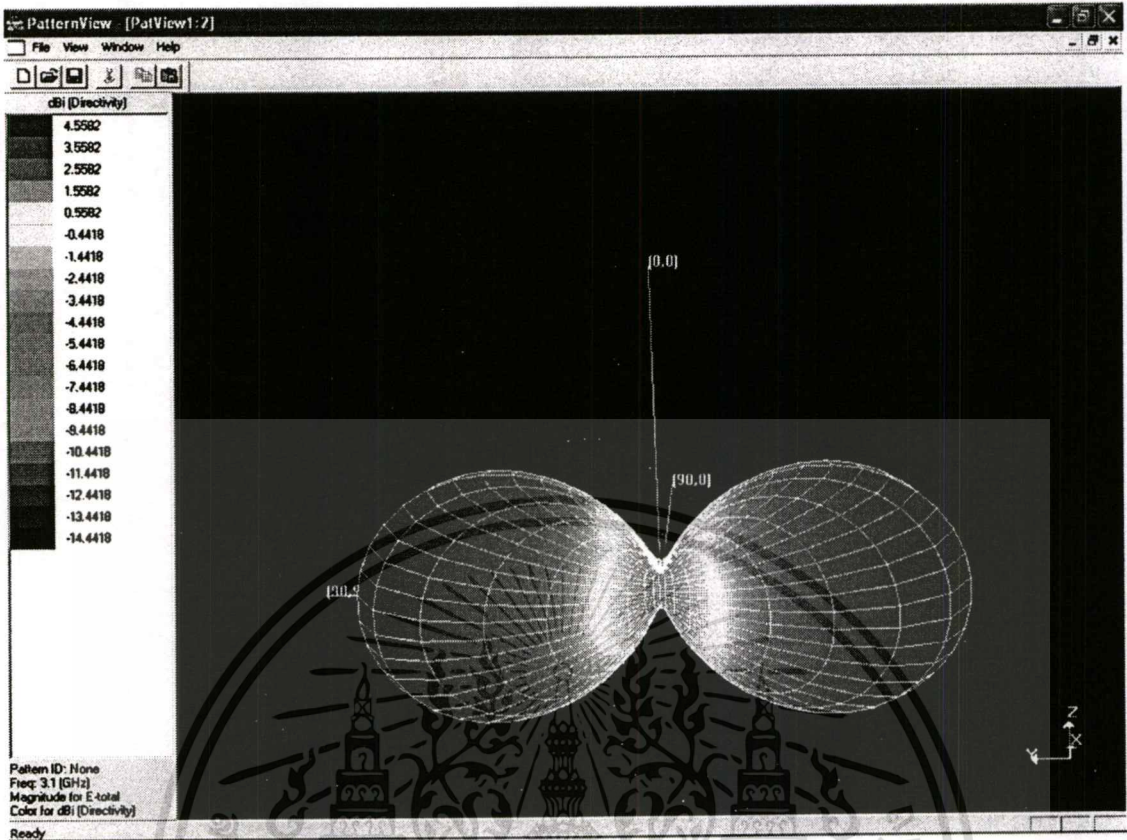 PatternView - [PatView1:2]
File View Window Help
dBi (Directivity)
4.5582
3.5582
2.5582
1.5582
0.5582
-0.4418
-1.4418
-2.4418
-3.4418
-4.4418
-5.4418
-6.4418
-7.4418
-8.4418
-9.4418
-10.4418
-11.4418
-12.4418
-13.4418
-14.4418
[0,0]
[90,0]
Z
X
Y
Pattern ID: None
Freq: 3.1 (GHz)
Magnitude for E-total
Color for dBi (Directivity)
Ready